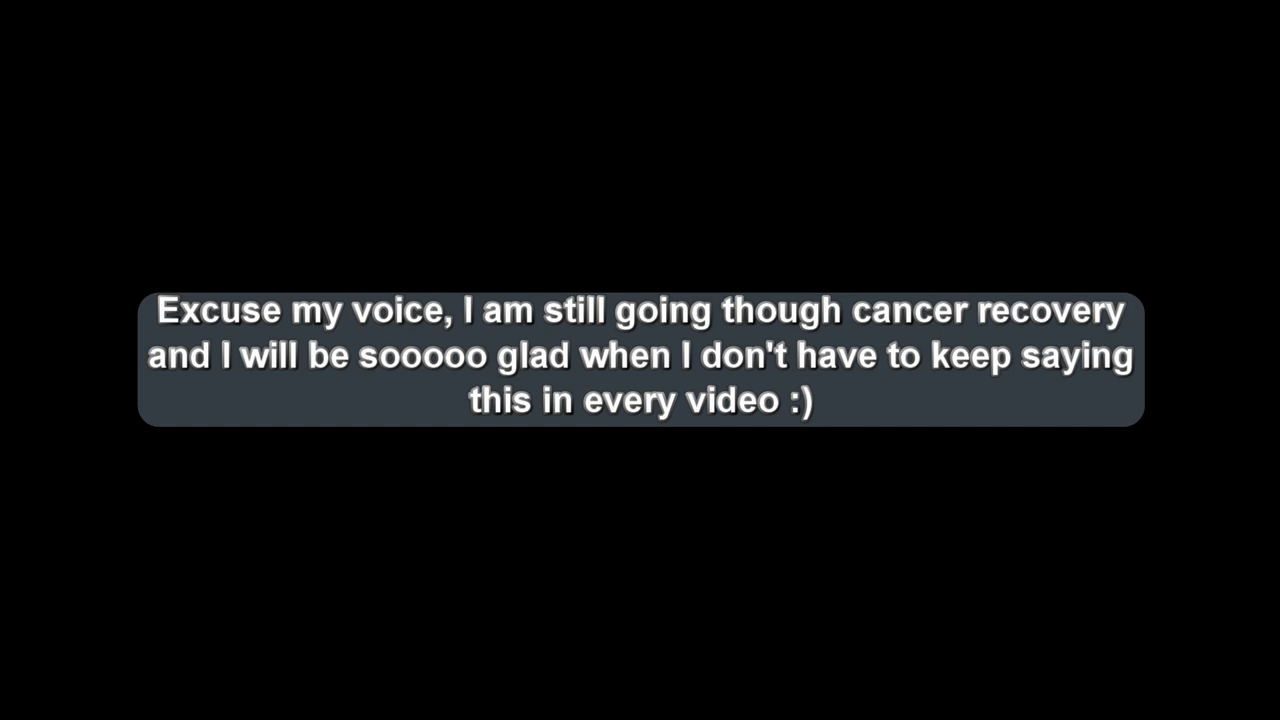 Excuse my voice, I am still going though cancer recovery
and I will be sooooo glad when I don't have to keep saying
this in every video :)